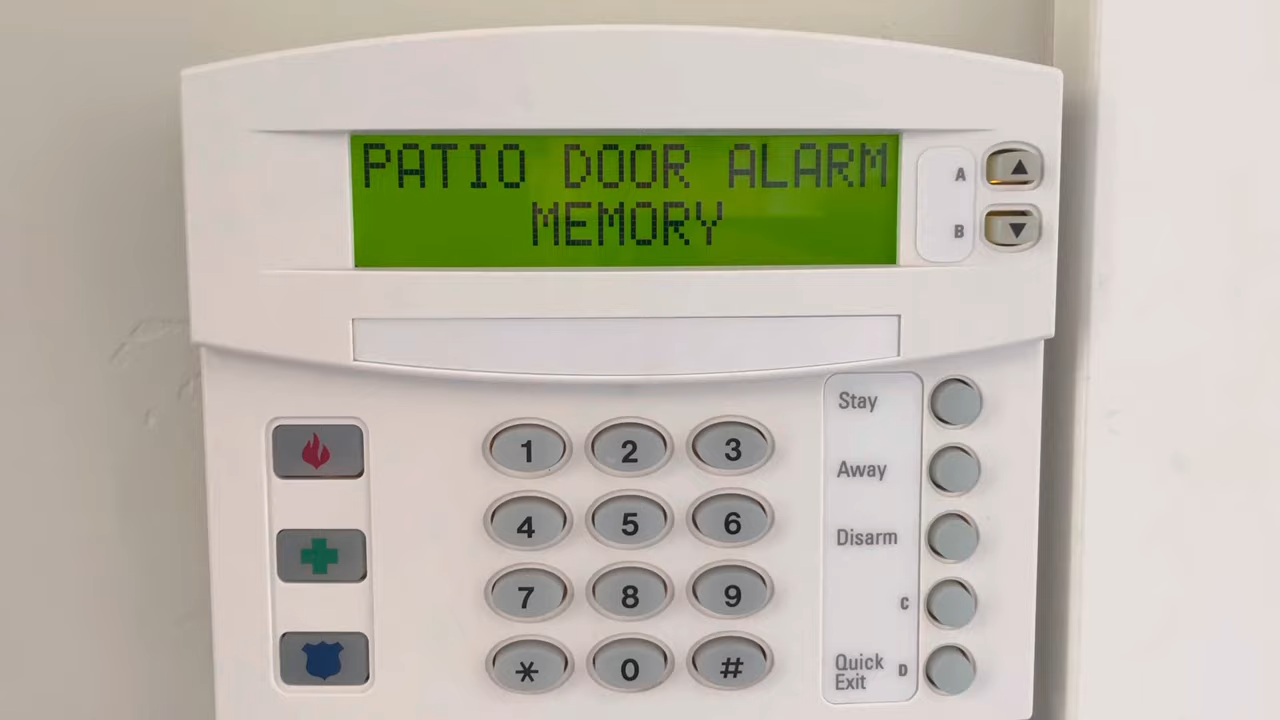 PATIO DOOR ALARM
MEMORY
A
B
Stay
Away
Disarm
C
Quick
Exit
D
1 2 3
4 5 6
7 8 9
* 0 #